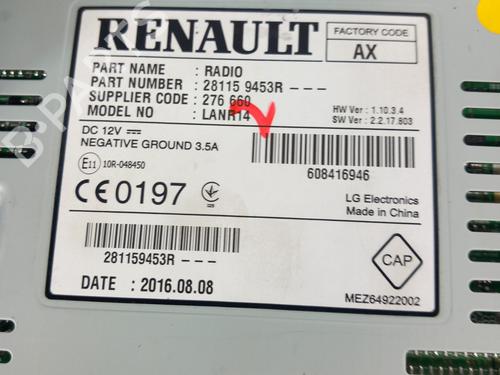 RENAULT
FACTORY CODE
AX
PART NAME : RADIO
PART NUMBER : 28115 9453R - - -
SUPPLIER CODE : 276 660
MODEL NO : LANR14
HW Ver : 1.10.3.4
SW Ver : 2.2.17.803
DC 12V
NEGATIVE GROUND 3.5A
608416946
E11 10R-048450
CE0197
LG Electronics
Made in China
281159453R - - -
CAP
DATE : 2016.08.08
MEZ64922002